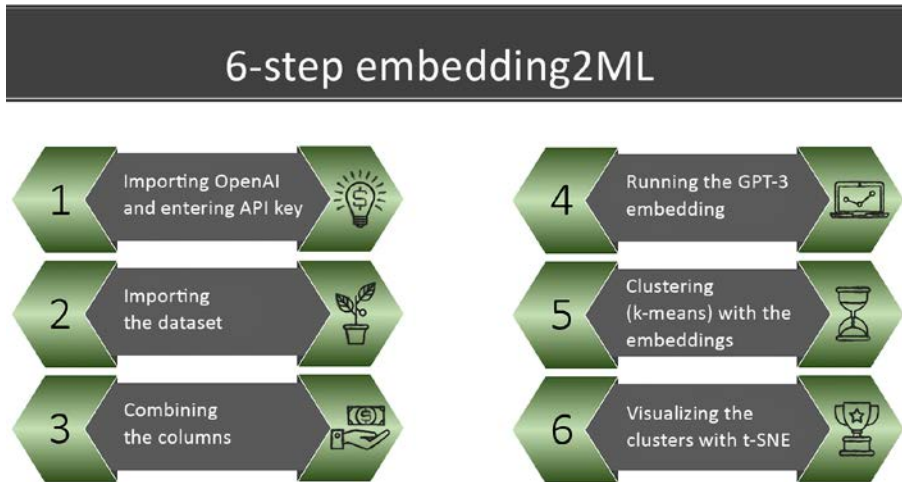 6-step embedding2ML
1
Importing OpenAI
and entering API key
2
Importing
the dataset
3
Combining
the columns
4
Running the GPT-3
embedding
5
Clustering
(k-means) with the
embeddings
6
Visualizing the
clusters with t-SNE